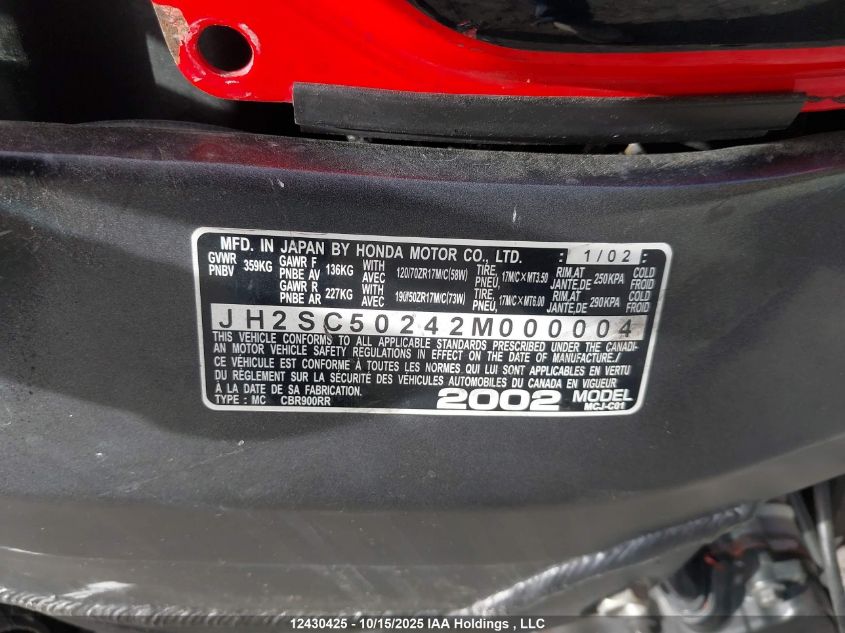 MFD. IN JAPAN BY HONDA MOTOR CO., LTD. : 1/02 :
GVWR PNBV 359KG GAWR F PNBE AV 136KG WITH AVEC 120/70ZR17M/C(58W) TIRE, PNEU, 17M/C×MT3.50 RIM,AT JANTE,DE 250KPA COLD FROID
GAWR R PNBE AR 227KG WITH AVEC 190/50ZR17M/C(73W) TIRE, PNEU, 17M/C×MT6.00 RIM,AT JANTE,DE 290KPA COLD FROID
JH2SC50242M000004
THIS VEHICLE CONFORMS TO ALL APPLICABLE STANDARDS PRESCRIBED UNDER THE CANADI-
AN MOTOR VEHICLE SAFETY REGULATIONS IN EFFECT ON THE DATE OF MANUFACTURE./
CE VÉHICULE EST CONFORME À TOUTES LES NORMES QUI LUI SONT APPLICABLES EN VERTU
DU RÈGLEMENT SUR LA SÉCURITÉ DES VÉHICULES AUTOMOBILES DU CANADA EN VIGUEUR
À LA DATE DE SA FABRICATION.
TYPE : MC CBR900RR 2002 MODEL
MCJ-C01
12430425 - 10/15/2025 IAA Holdings , LLC